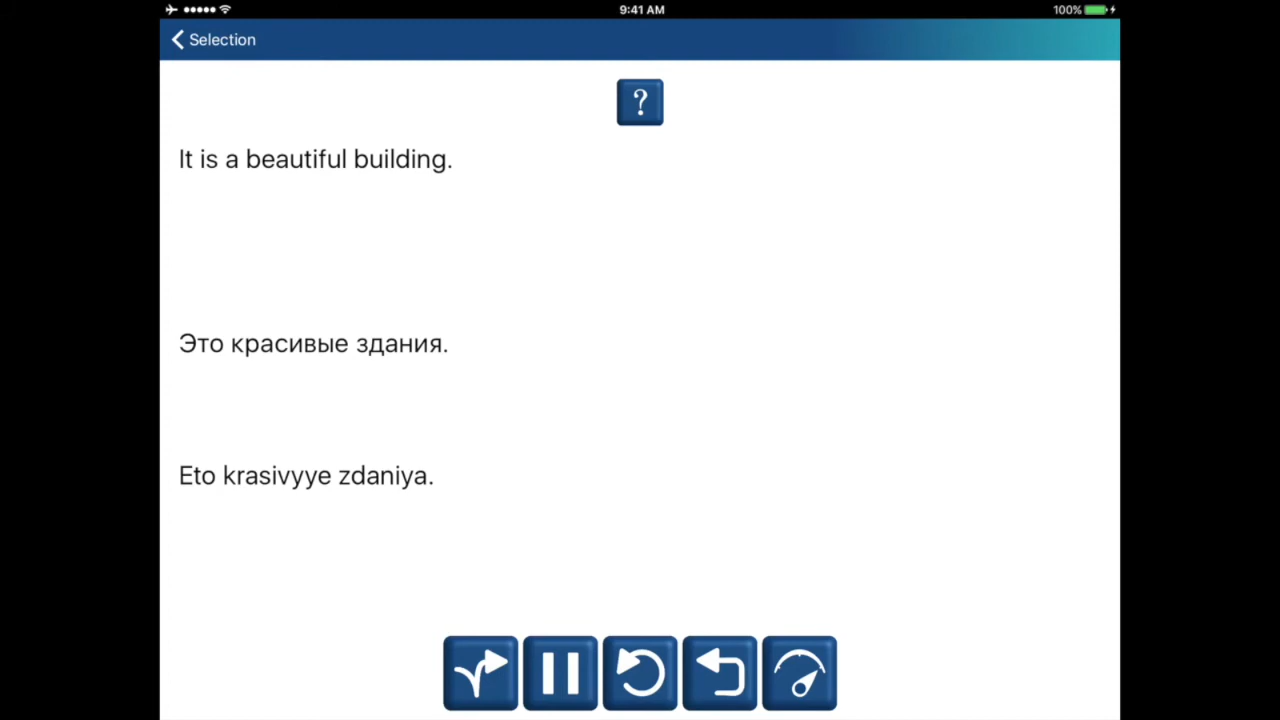 9:41 AM
100%
Selection
?
It is a beautiful building.
Это красивые здания.
Eto krasivyye zdaniya.